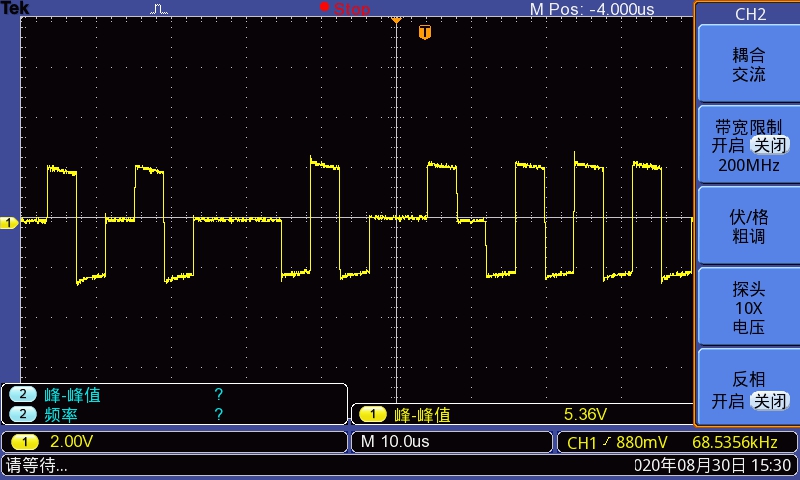 Tek
Stop
M Pos: -4.000us
CH2
T
耦合
交流
带宽限制
开启 关闭
200MHz
伏/格
粗调
探头
10X
电压
反相
开启 关闭
1
2 峰-峰值 ?
2 频率 ?
1 峰-峰值 5.36V
1 2.00V
M 10.0us
CH1 880mV 68.5356kHz
请等待...
020年08月30日 15:30